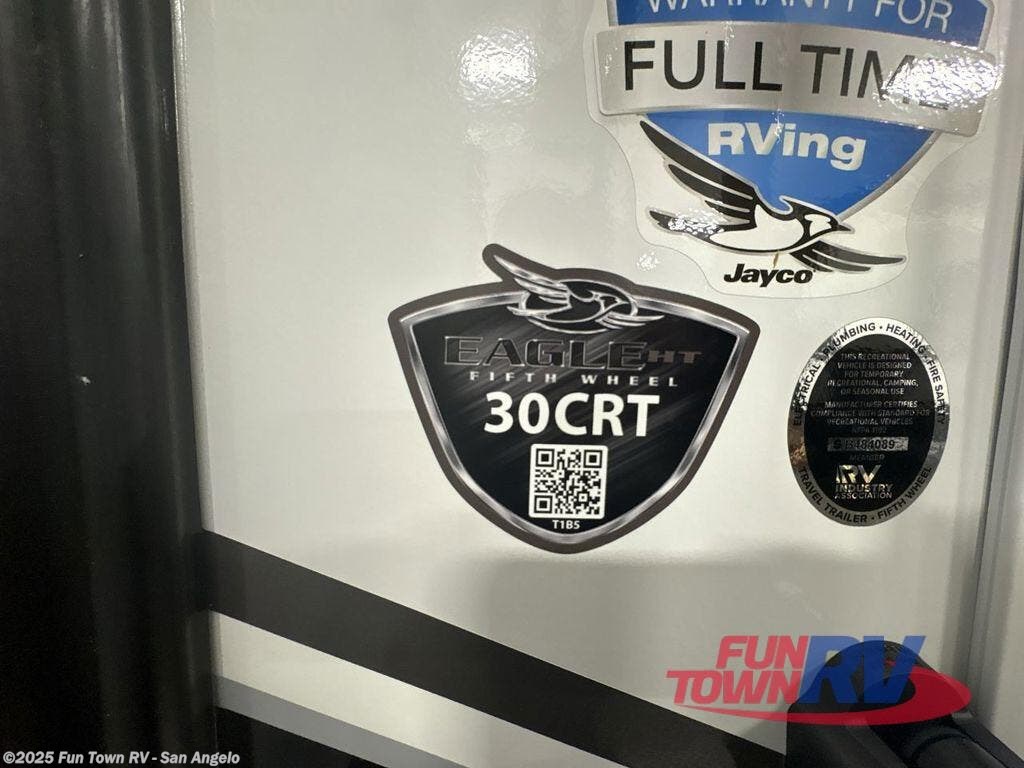 WARRANTY FOR
FULL TIME
RVing
Jayco
EAGLE HT
FIFTH WHEEL
30CRT
T1B5
ELECTRICAL • PLUMBING • HEATING • FIRE SAFETY
THIS RECREATIONAL
VEHICLE IS DESIGNED
FOR TEMPORARY
RECREATIONAL, CAMPING,
OR SEASONAL USE
MANUFACTURER CERTIFIES
COMPLIANCE WITH STANDARD FOR
RECREATIONAL VEHICLES
NFPA 1192
MEMBER
RV
INDUSTRY
ASSOCIATION
TRAVEL TRAILER • FIFTH WHEEL
FUN
TOWN RV
©2025 Fun Town RV - San Angelo